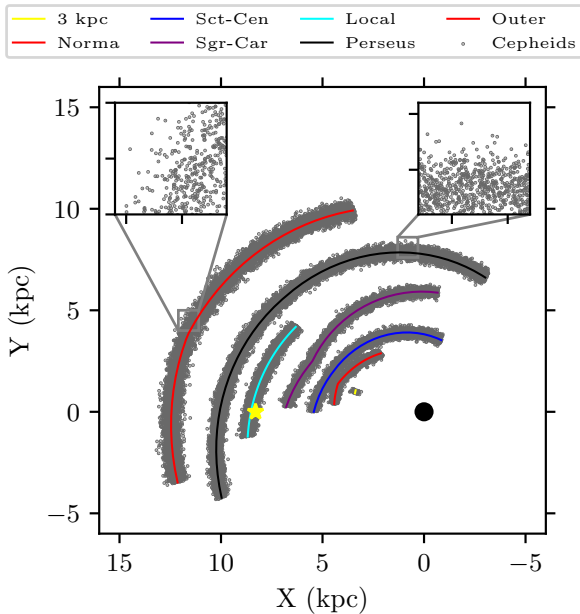 3 kpc Sct-Cen Local Outer
Norma Sgr-Car Perseus Cepheids
15
10
5
0
−5
Y (kpc)
15 10 5 0 −5
X (kpc)